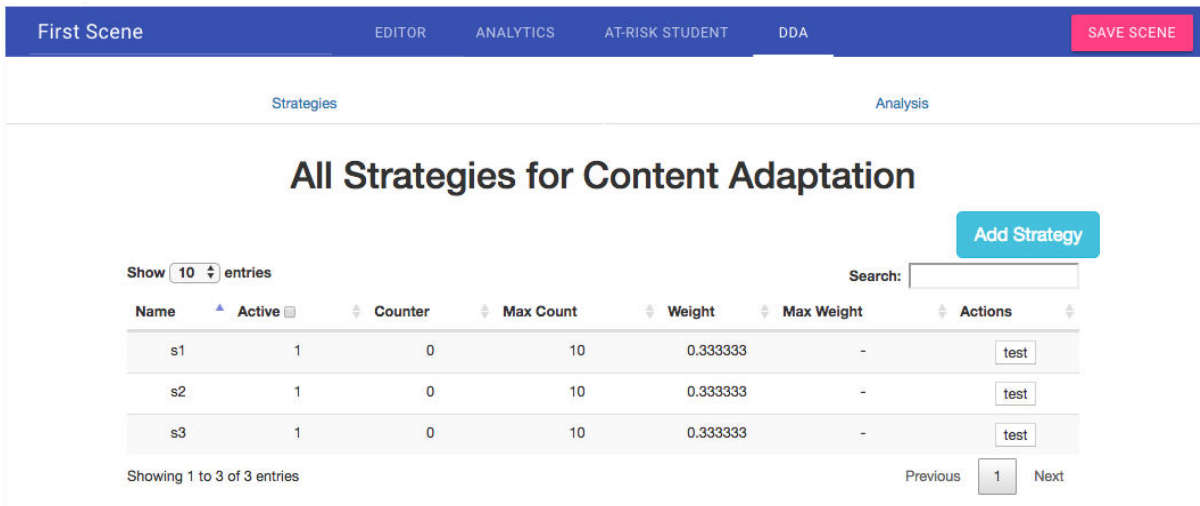 First Scene EDITOR ANALYTICS AT-RISK STUDENT DDA SAVE SCENE
Strategies Analysis
All Strategies for Content Adaptation
Add Strategy
Show 10 entries Search:
Name Active Counter Max Count Weight Max Weight Actions
s1 1 0 10 0.333333 - test
s2 1 0 10 0.333333 - test
s3 1 0 10 0.333333 - test
Showing 1 to 3 of 3 entries Previous 1 Next